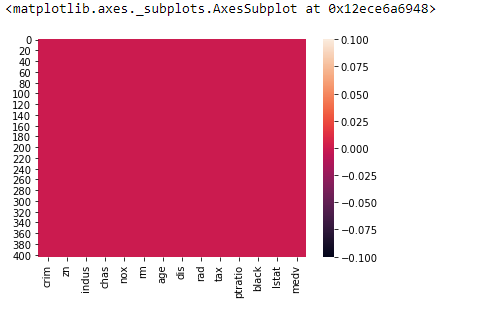 <matplotlib.axes._subplots.AxesSubplot at 0x12ece6a6948>
0
20
40
60
80
100
120
140
160
180
200
220
240
260
280
300
320
340
360
380
400
crim
zn
indus
chas
nox
rm
age
dis
rad
tax
ptratio
black
lstat
medv
0.100
0.075
0.050
0.025
0.000
−0.025
−0.050
−0.075
−0.100